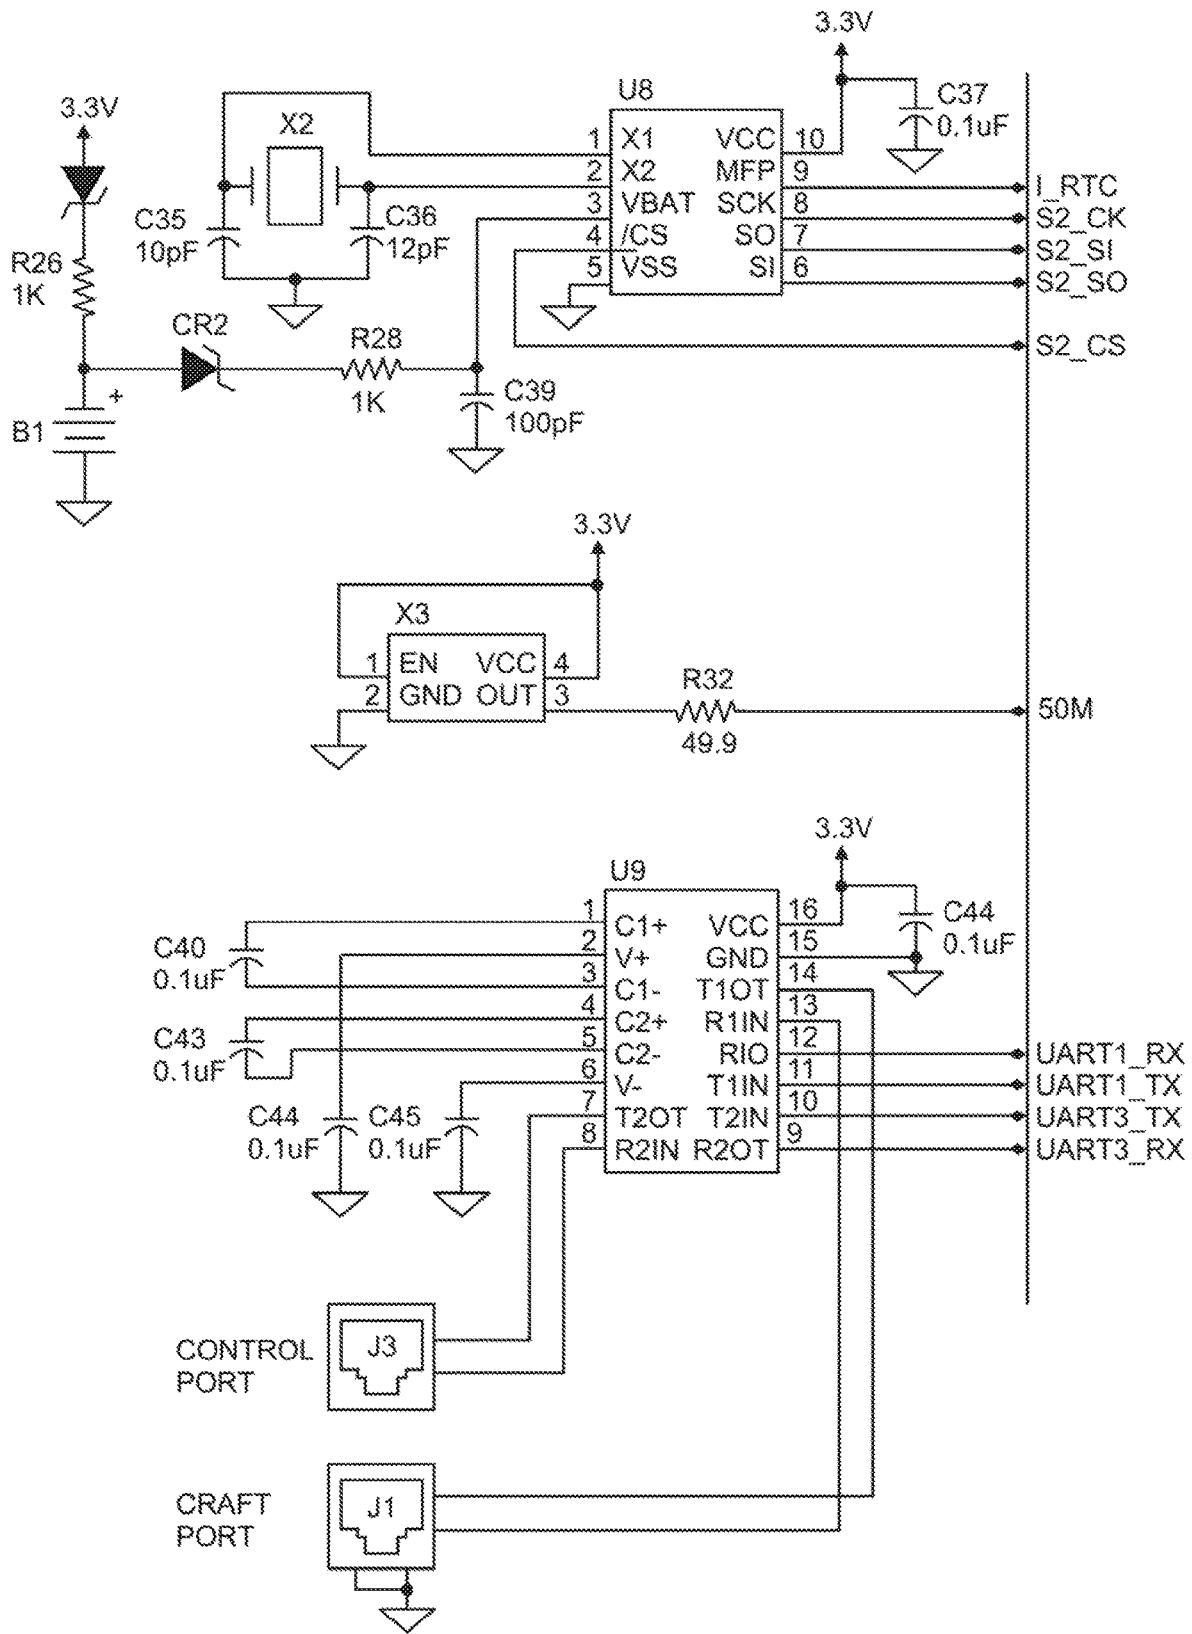 3.3V
U8
C37
0.1uF
3.3V
X2
1 X1 VCC 10
2 X2 MFP 9
3 VBAT SCK 8
4 /CS SO 7
5 VSS SI 6
I_RTC
S2_CK
S2_SI
S2_SO
S2_CS
C35
10pF
C36
12pF
R26
1K
CR2
R28
1K
C39
100pF
+
B1
3.3V
X3
1 EN VCC 4
2 GND OUT 3
R32
49.9
50M
3.3V
U9
C44
0.1uF
1 C1+ VCC 16
2 V+ GND 15
3 C1- T1OT 14
4 C2+ R1IN 13
5 C2- RIO 12
6 V- T1IN 11
7 T2OT T2IN 10
8 R2IN R2OT 9
C40
0.1uF
C43
0.1uF
C44
0.1uF
C45
0.1uF
UART1_RX
UART1_TX
UART3_TX
UART3_RX
CONTROL
PORT
J3
CRAFT
PORT
J1